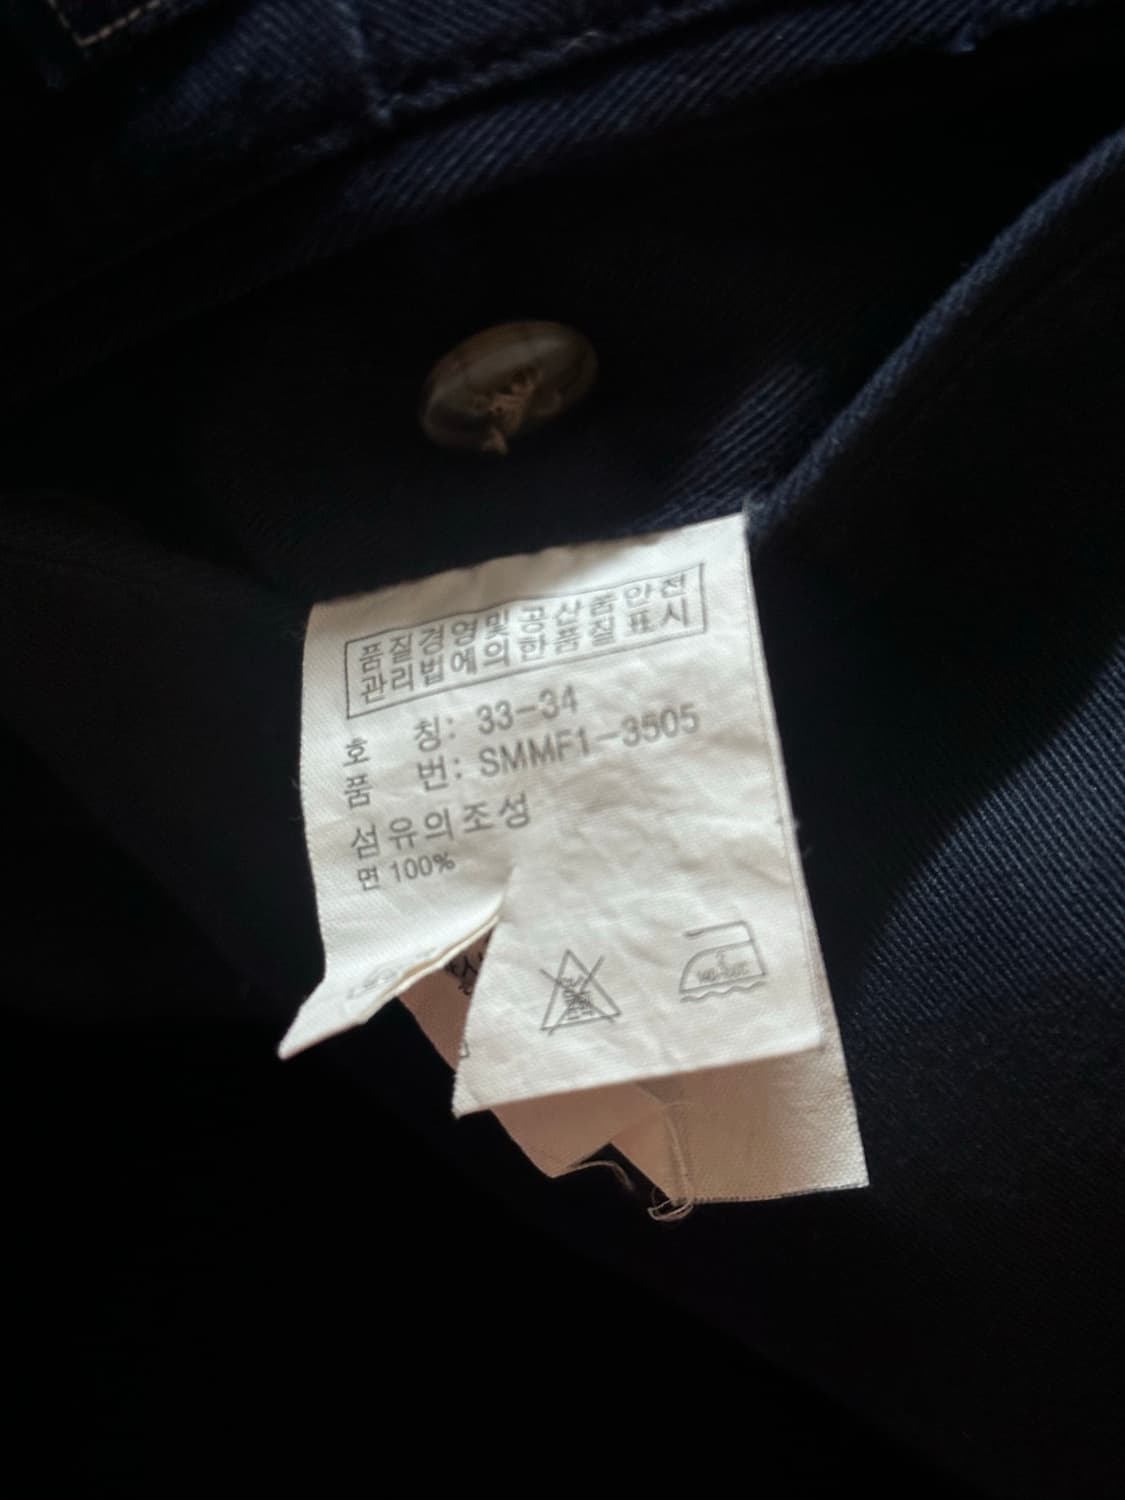 품질경영및공산품안전
관리법에의한품질표시
호 칭: 33-34
품 번: SMMF1-3505
섬유의조성
면 100%